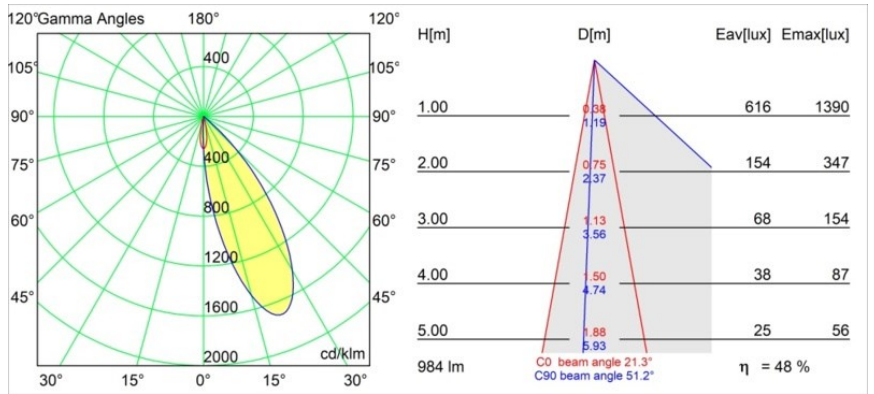 120° Gamma Angles 180° 120°
400
105° 105°
90° 90°
400
75° 75°
800
60° 60°
1200
45° 45°
1600
2000 cd/klm
30° 15° 0° 15° 30°
H[m] D[m] Eav[lux] Emax[lux]
1.00 0.38 616 1390
1.19
2.00 0.75 154 347
2.37
3.00 1.13 68 154
3.56
4.00 1.50 38 87
4.74
5.00 1.88 25 56
5.93
984 lm C0 beam angle 21.3° η = 48 %
C90 beam angle 51.2°